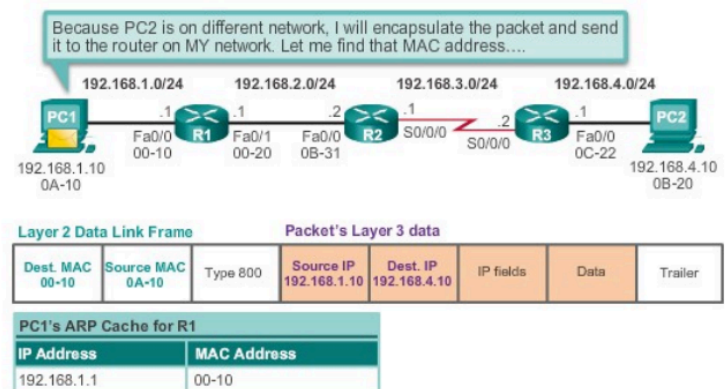 Because PC2 is on different network, I will encapsulate the packet and send
it to the router on MY network. Let me find that MAC address....
192.168.1.0/24 192.168.2.0/24 192.168.3.0/24 192.168.4.0/24
PC1 .1 R1 .1 .2 R2 .1 .2 R3 .1 PC2
Fa0/0 Fa0/1 Fa0/0 S0/0/0 S0/0/0 Fa0/0
00-10 00-20 0B-31 0C-22
192.168.1.10 192.168.4.10
0A-10 0B-20
Layer 2 Data Link Frame Packet's Layer 3 data
Dest. MAC Source MAC Type 800 Source IP Dest. IP IP fields Data Trailer
00-10 0A-10 192.168.1.10 192.168.4.10
PC1's ARP Cache for R1
IP Address MAC Address
192.168.1.1 00-10